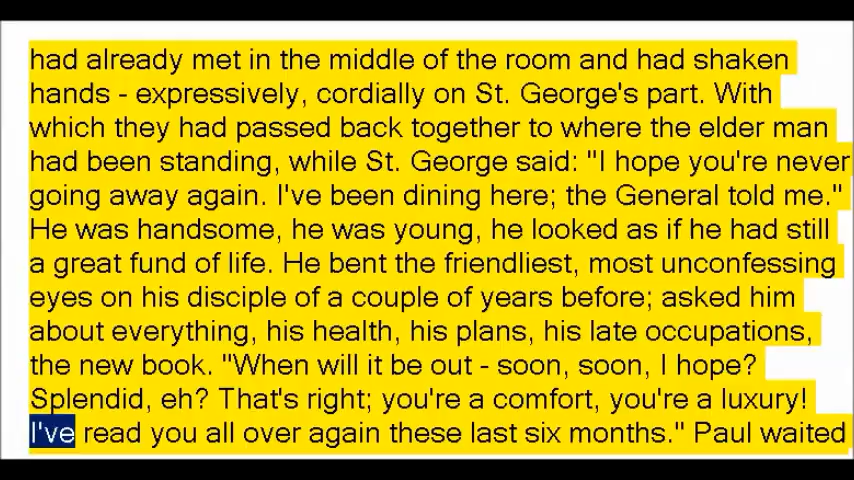 had already met in the middle of the room and had shaken
hands - expressively, cordially on St. George's part. With
which they had passed back together to where the elder man
had been standing, while St. George said: "I hope you're never
going away again. I've been dining here; the General told me."
He was handsome, he was young, he looked as if he had still
a great fund of life. He bent the friendliest, most unconfessing
eyes on his disciple of a couple of years before; asked him
about everything, his health, his plans, his late occupations,
the new book. "When will it be out - soon, soon, I hope?
Splendid, eh? That's right; you're a comfort, you're a luxury!
I've read you all over again these last six months." Paul waited